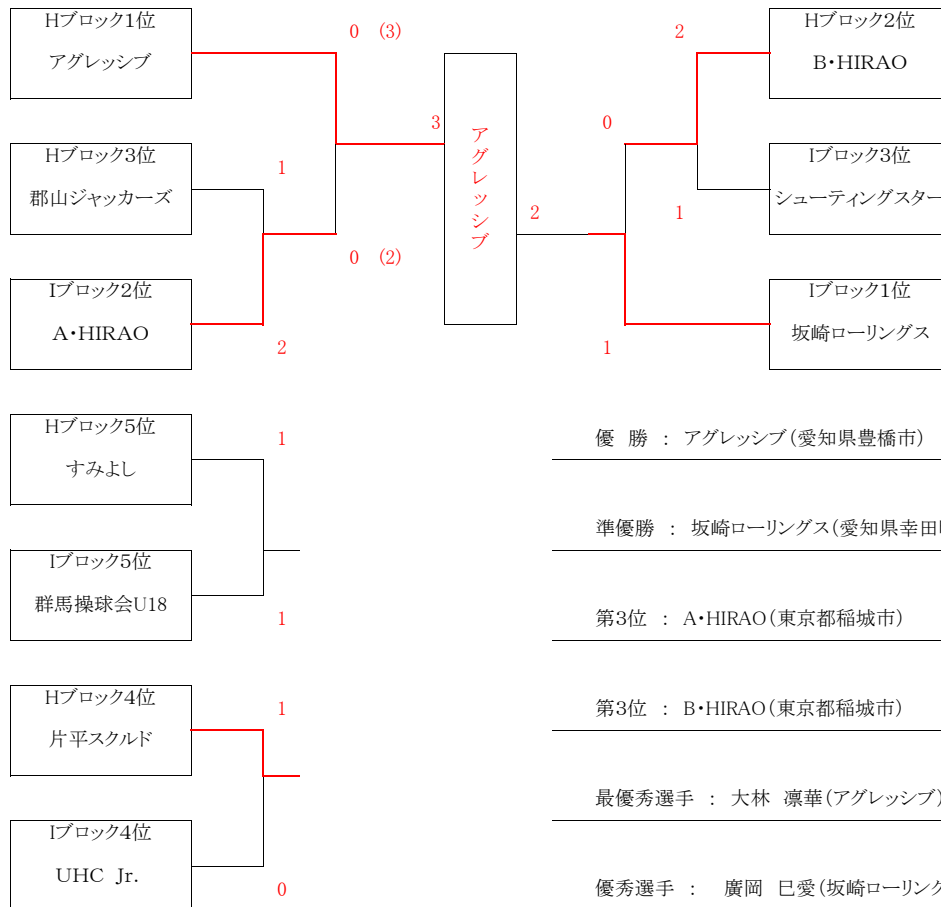 Hブロック1位
アグレッシブ
0 (3)
2
Hブロック2位
B・HIRAO
3
アグレッシブ
0
Hブロック3位
郡山ジャッカーズ
1
Iブロック3位
シューティングスター
2
1
0 (2)
Iブロック2位
A・HIRAO
2
1
Iブロック1位
坂崎ローリングス
Hブロック5位
すみよし
1
優 勝 : アグレッシブ(愛知県豊橋市)
準優勝 : 坂崎ローリングス(愛知県幸田
Iブロック5位
群馬操球会U18
1
第3位 : A・HIRAO(東京都稲城市)
Hブロック4位
片平スクルド
1
第3位 : B・HIRAO(東京都稲城市)
最優秀選手 : 大林 凛華(アグレッシブ)
Iブロック4位
UHC Jr.
0
優秀選手 : 廣岡 巳愛(坂崎ローリング